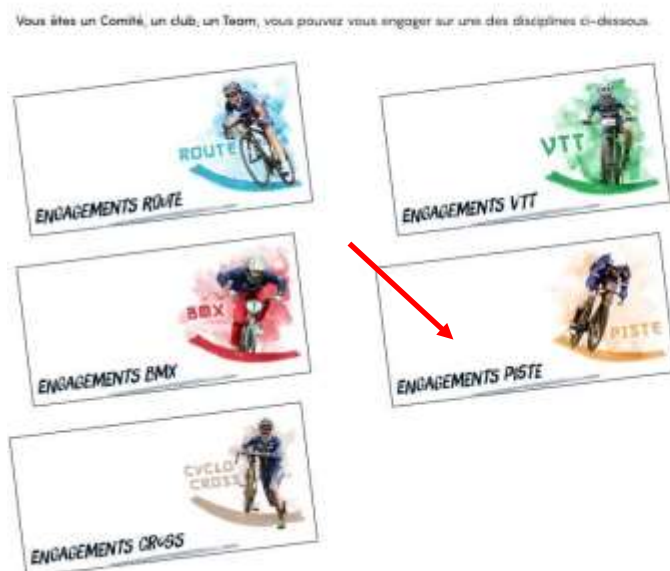 Vous êtes un Comité, un club, un Team, vous pouvez vous engager sur une des disciplines ci-dessous.
ROUTE
ENGAGEMENTS ROUTE
VTT
ENGAGEMENTS VTT
BMX
ENGAGEMENTS BMX
PISTE
ENGAGEMENTS PISTE
CYCLO
CROSS
ENGAGEMENTS CROSS